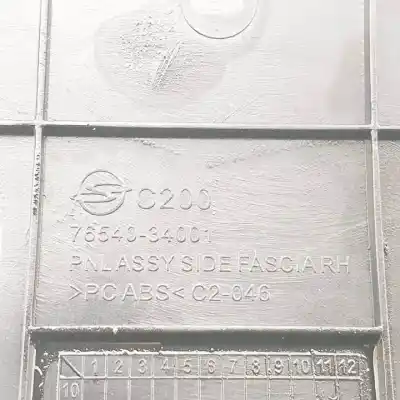 C200
76540-34001
PNL ASSY SIDE FASCIA RH
>PC ABS< C2-046
1 2 3 4 5 6 7 8 9 10 11 12
10